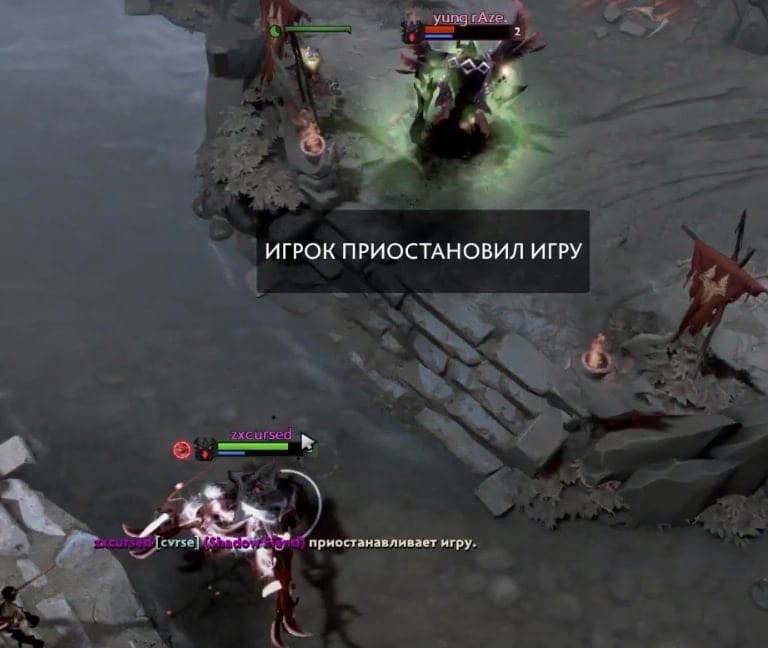 yung rAze.
2
ИГРОК ПРИОСТАНОВИЛ ИГРУ
zxcursed
zxcursed [cvrse] (Shadow Fiend) приостанавливает игру.